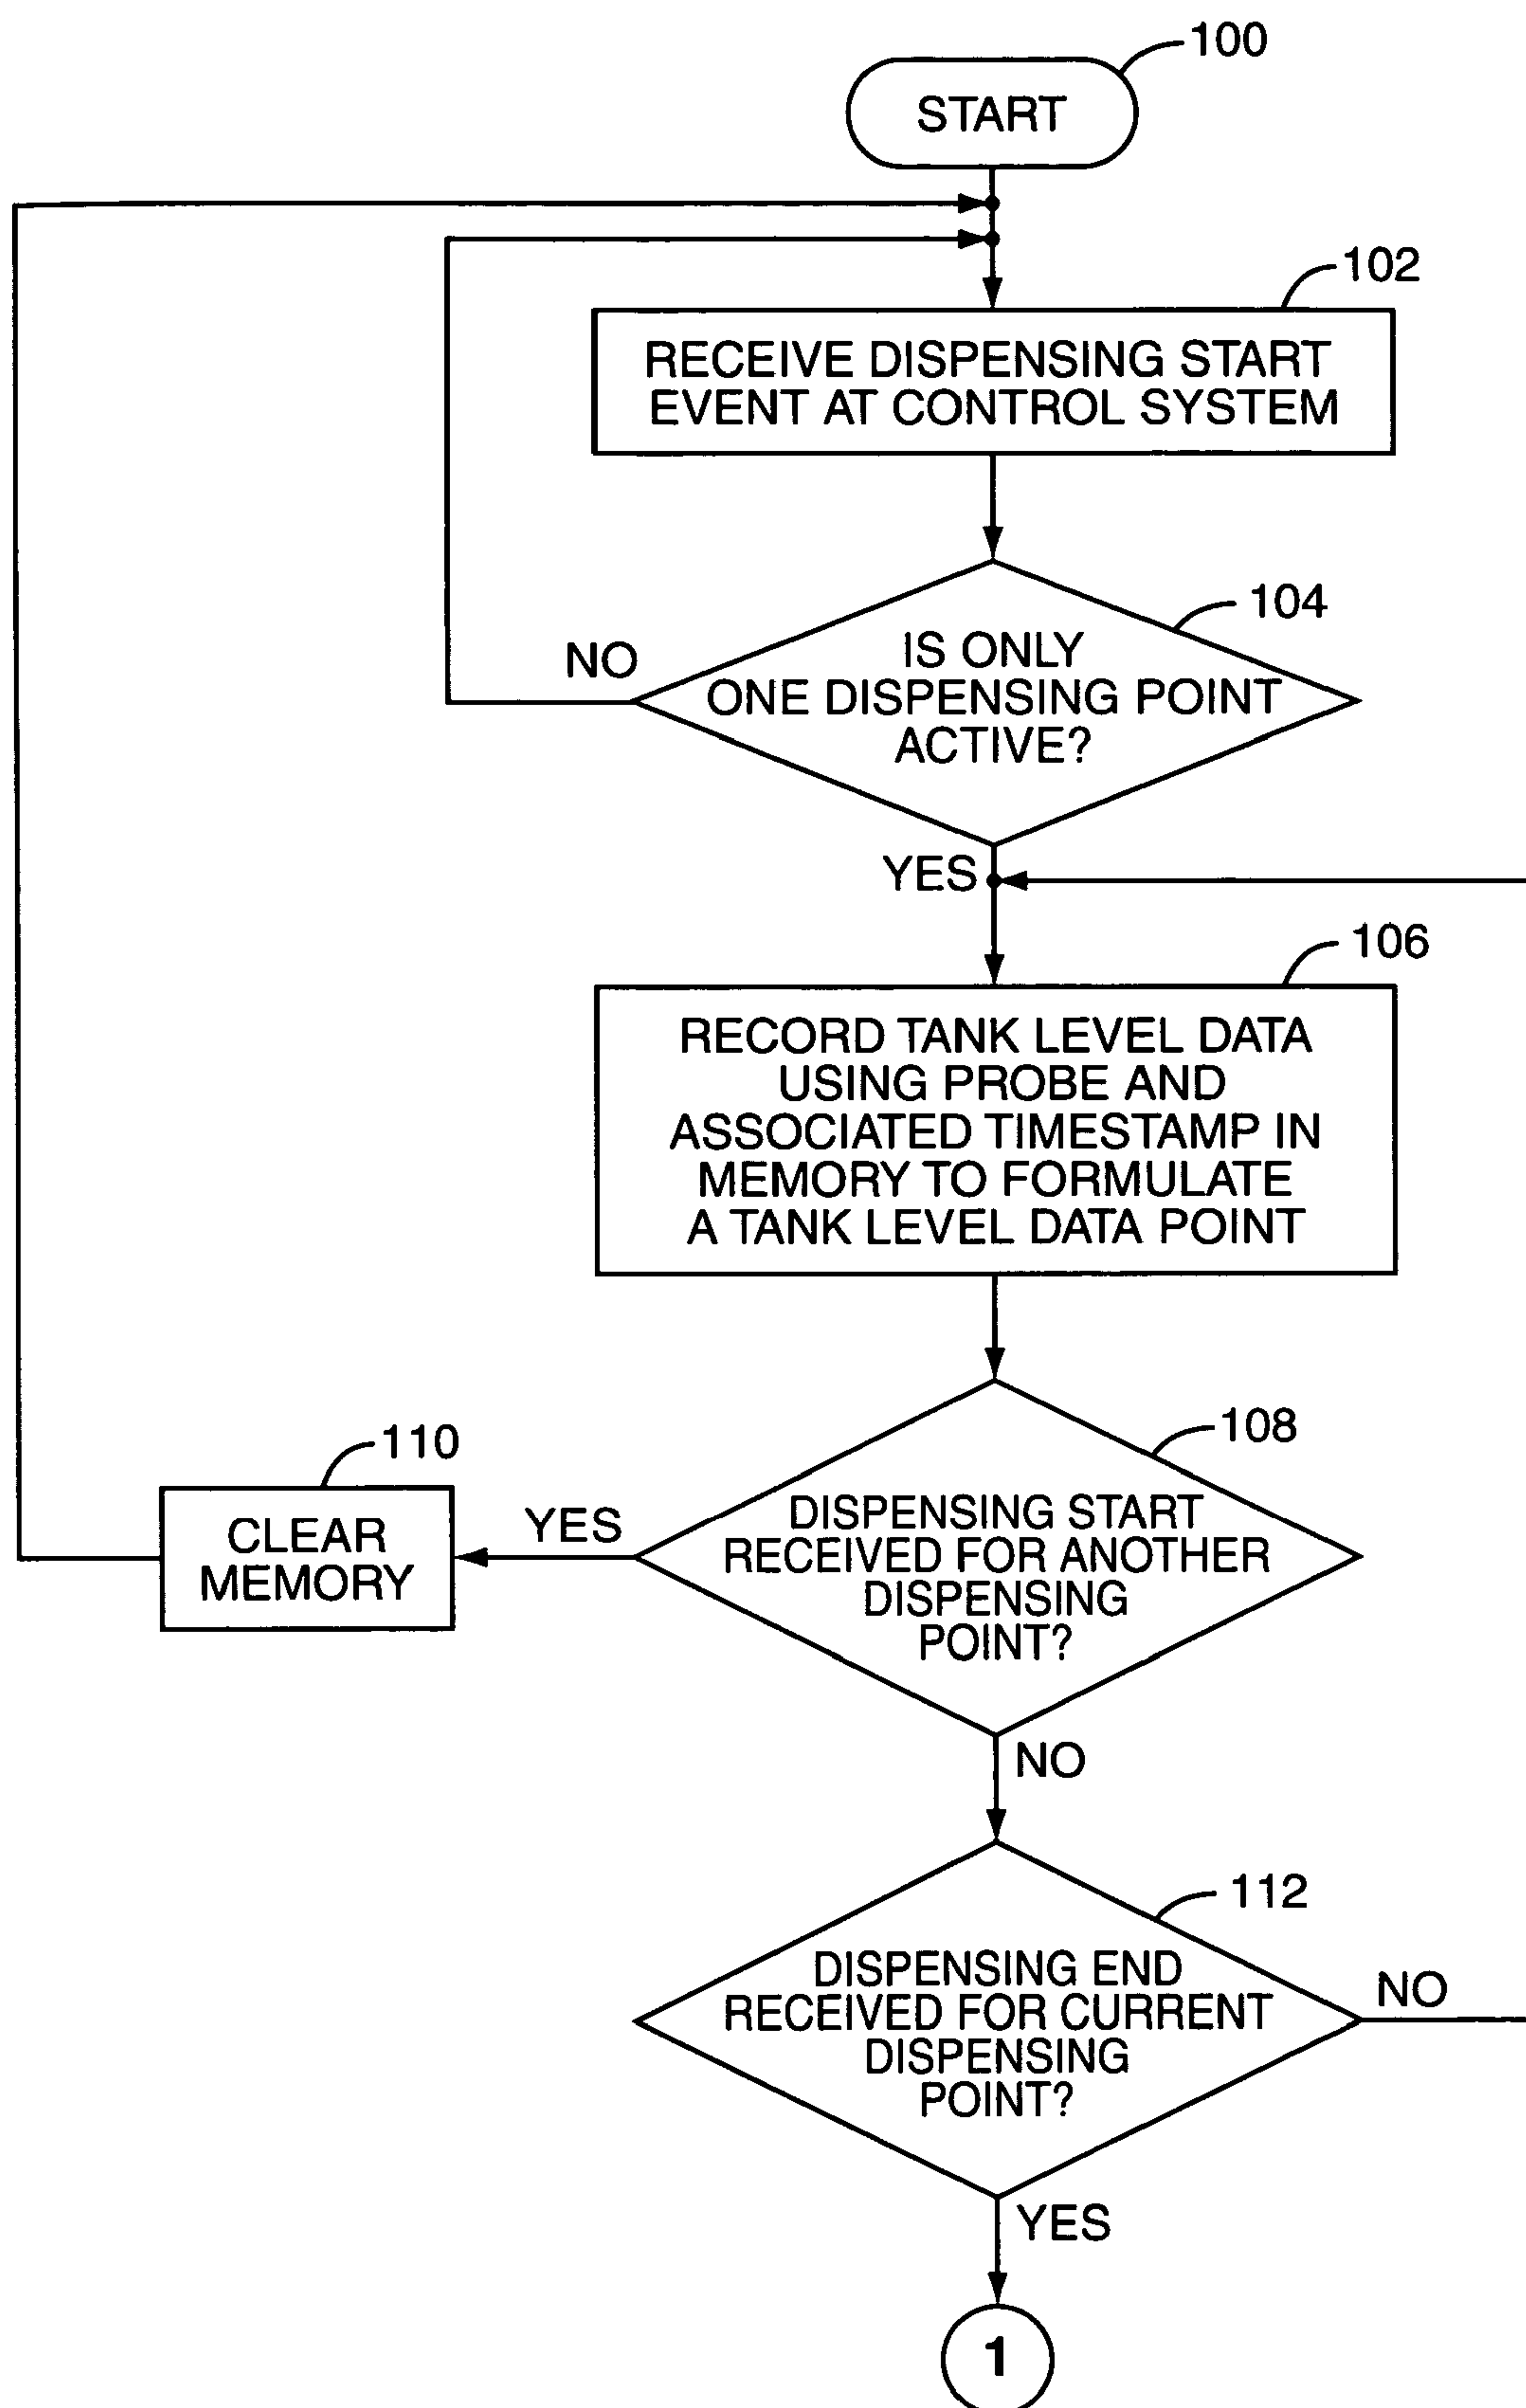 100
START
102
RECEIVE DISPENSING START
EVENT AT CONTROL SYSTEM
104
NO
IS ONLY
ONE DISPENSING POINT
ACTIVE?
YES
106
RECORD TANK LEVEL DATA
USING PROBE AND
ASSOCIATED TIMESTAMP IN
MEMORY TO FORMULATE
A TANK LEVEL DATA POINT
108
110
CLEAR
MEMORY
YES
DISPENSING START
RECEIVED FOR ANOTHER
DISPENSING
POINT?
NO
112
DISPENSING END
RECEIVED FOR CURRENT
DISPENSING
POINT?
NO
YES
1